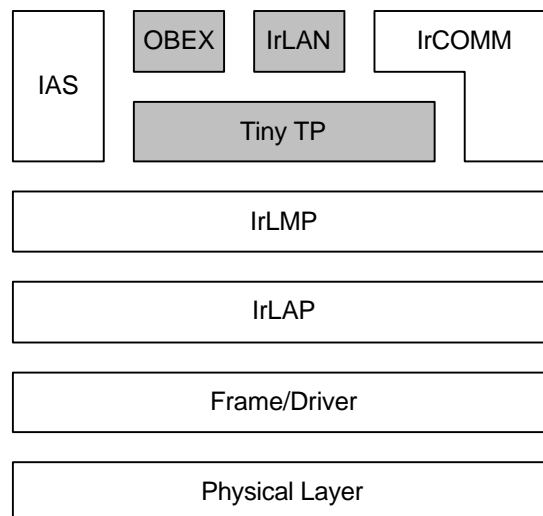 OBEX
IrLAN
IrCOMM
IAS
Tiny TP
IrLMP
IrLAP
Frame/Driver
Physical Layer